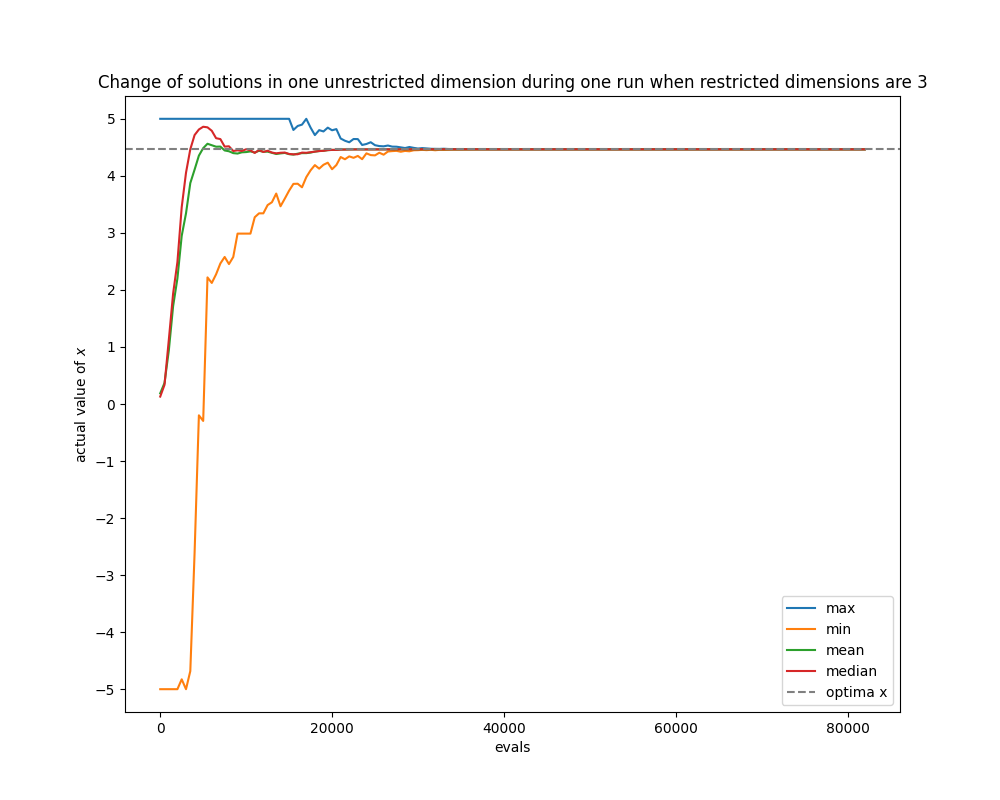 Change of solutions in one unrestricted dimension during one run when restricted dimensions are 3
5
4
3
2
1
0
−1
−2
−3
−4
−5
actual value of x
0
20000
40000
60000
80000
evals
max
min
mean
median
optima x